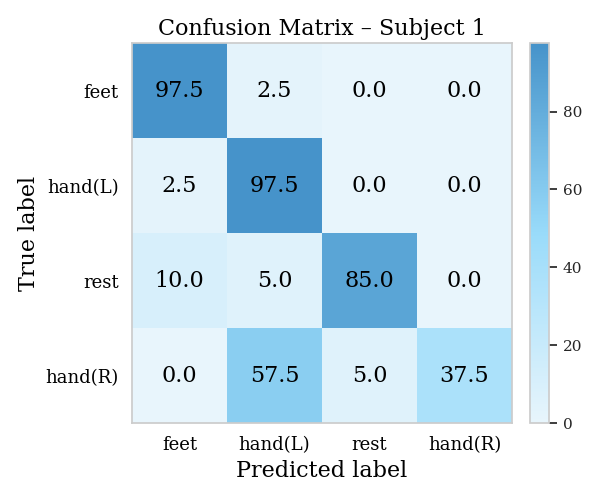 Confusion Matrix – Subject 1
feet 97.5 2.5 0.0 0.0
hand(L) 2.5 97.5 0.0 0.0
rest 10.0 5.0 85.0 0.0
hand(R) 0.0 57.5 5.0 37.5
feet hand(L) rest hand(R)
Predicted label
True label
80
60
40
20
0